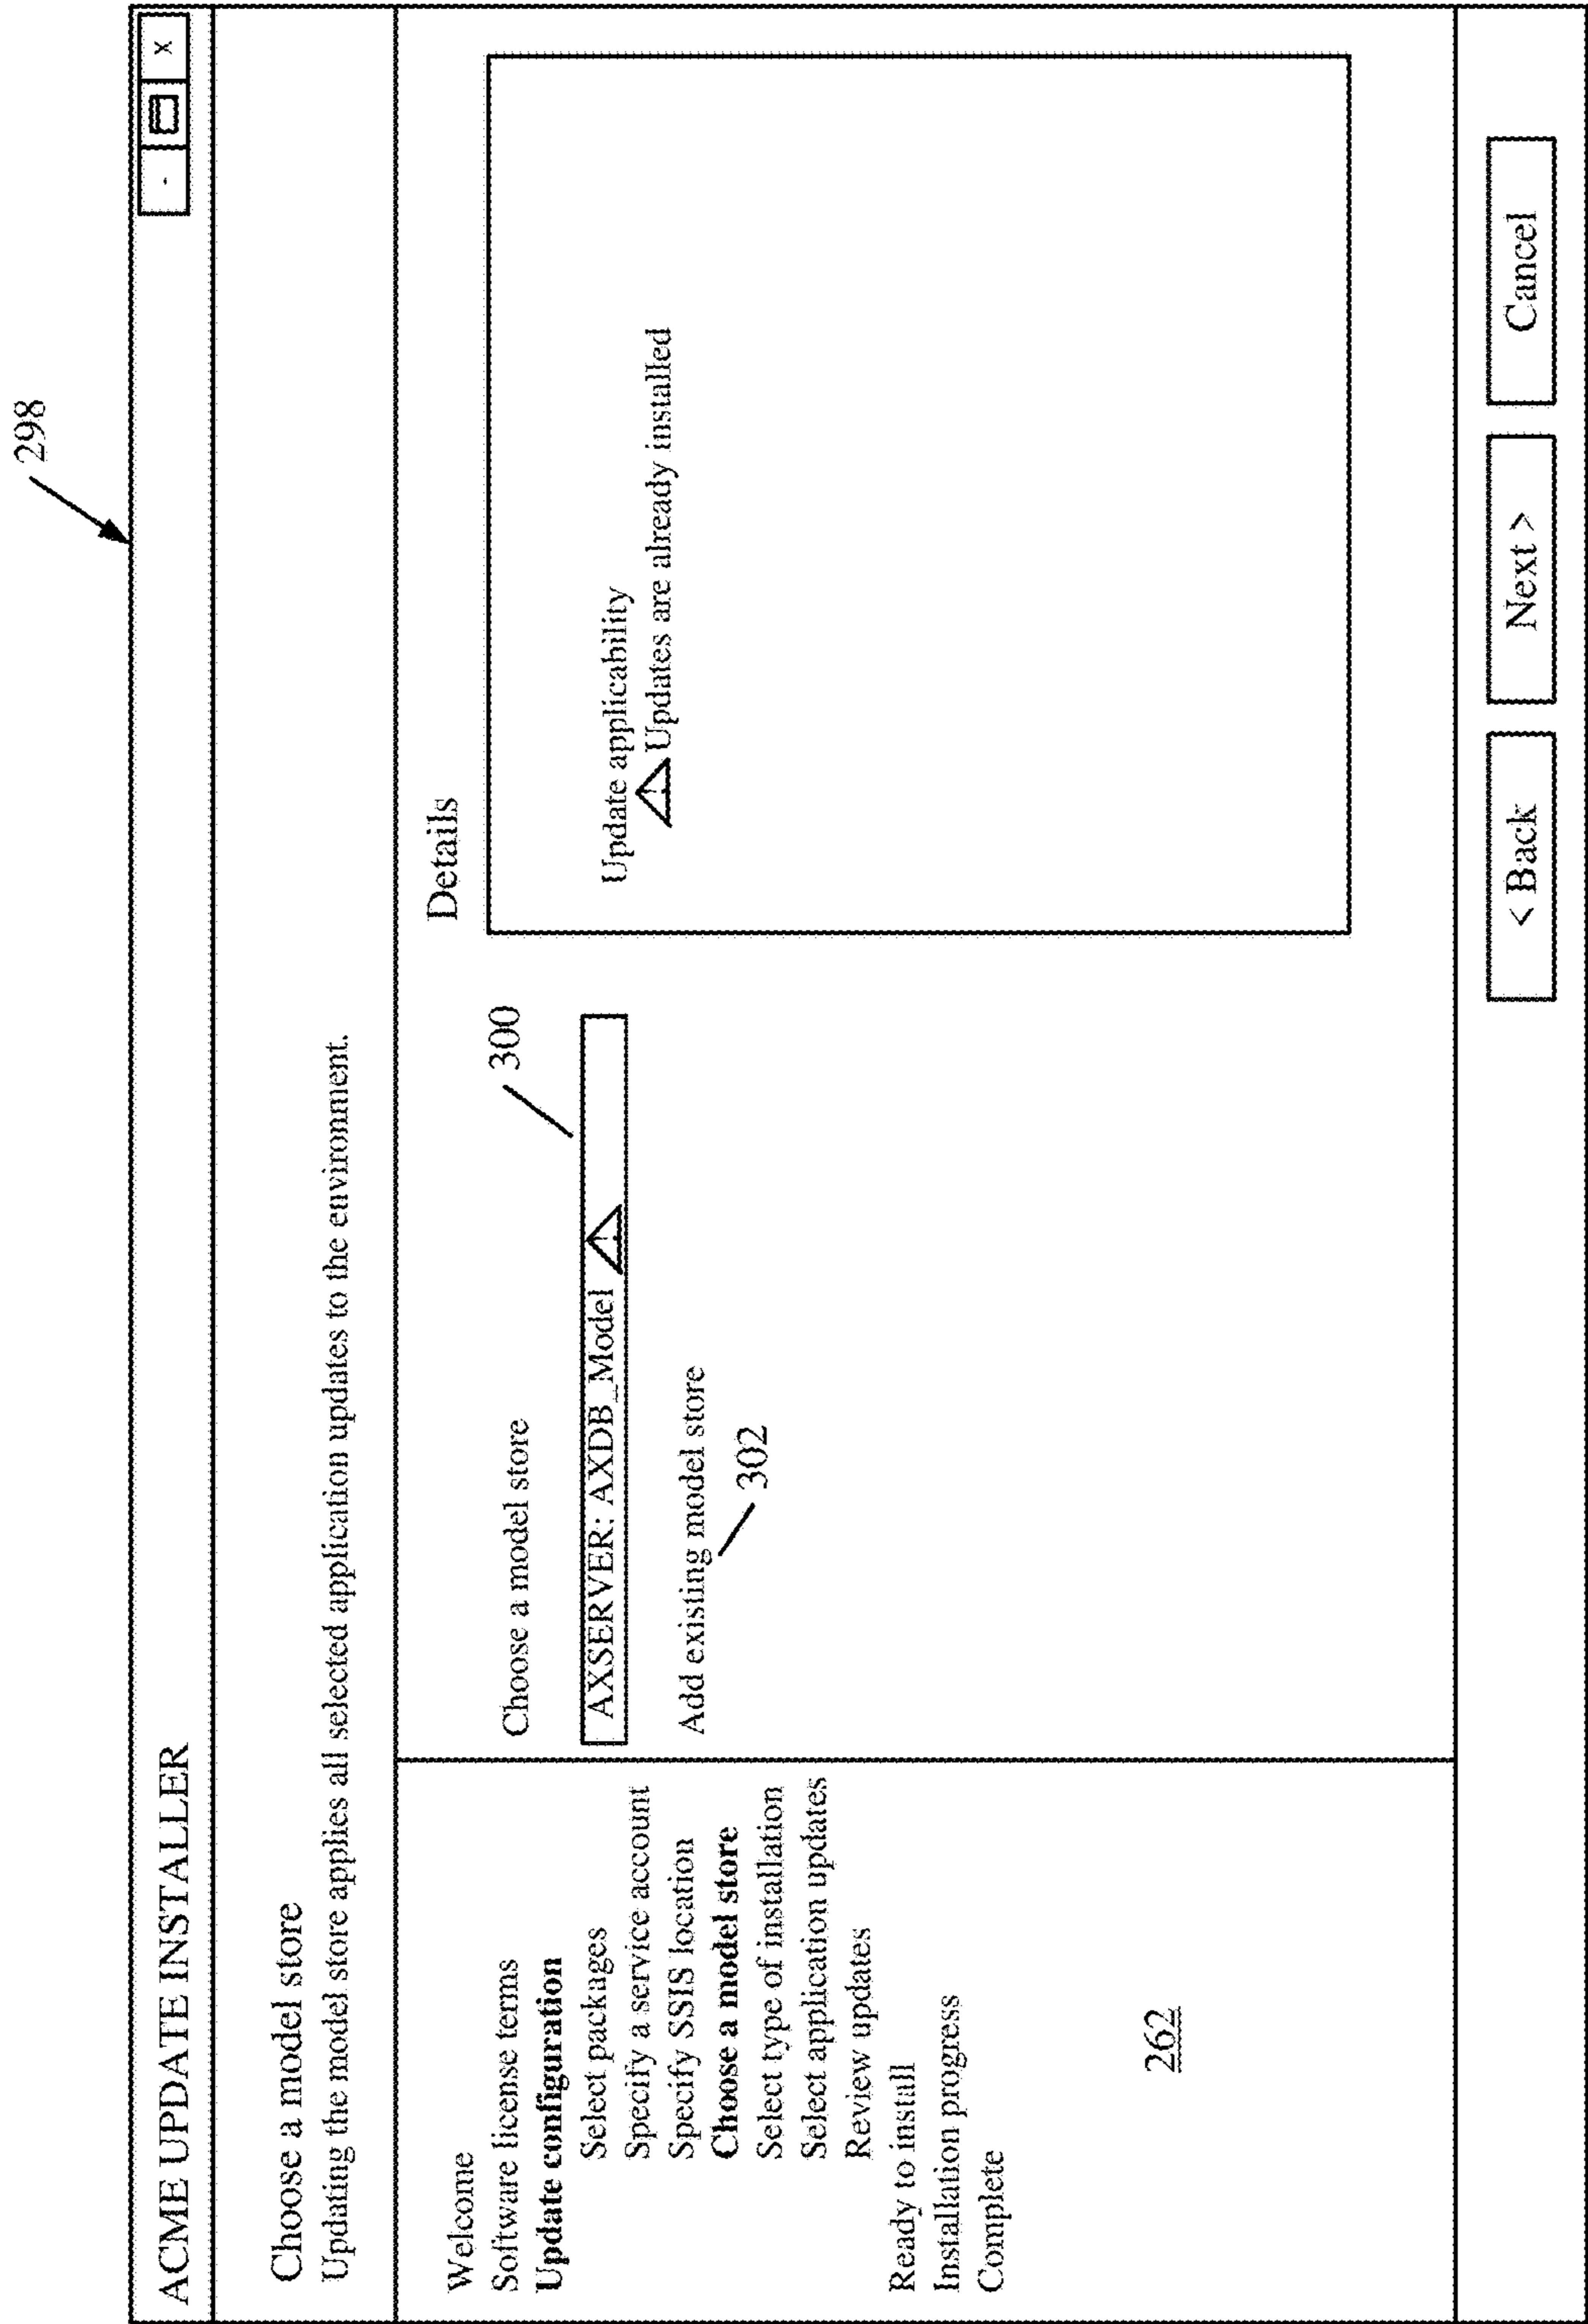 298
ACME UPDATE INSTALLER
- x
Choose a model store
Updating the model store applies all selected application updates to the environment.
Welcome
Software license terms
Update configuration
Select packages
Specify a service account
Specify SSIS location
Choose a model store
Select type of installation
Select application updates
Review updates
Ready to install
Installation progress
Complete
262
Choose a model store
300
AXSERVER: AXDB_Model
Add existing model store
302
Details
Update applicability
Updates are already installed
< Back
Next >
Cancel